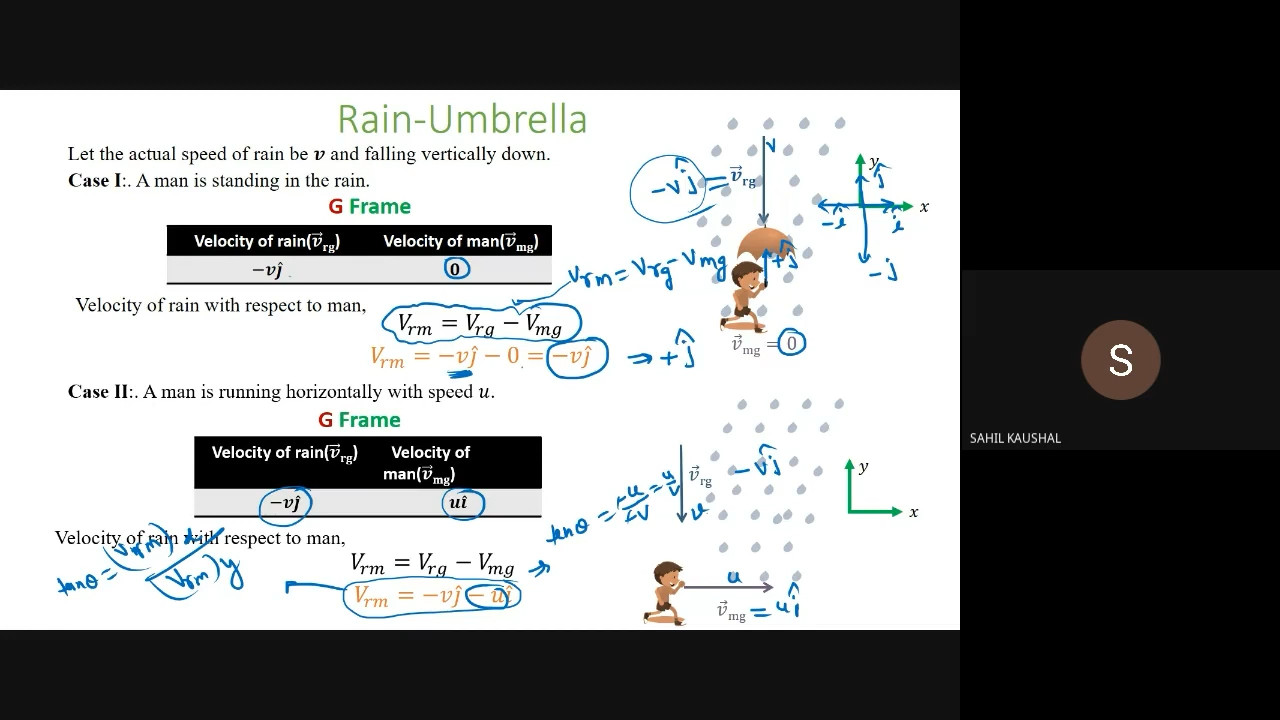 Rain-Umbrella
Let the actual speed of rain be v and falling vertically down.
Case I:. A man is standing in the rain.
G Frame
Velocity of rain(v⃗rg) Velocity of man(v⃗mg)
−vĵ 0
Velocity of rain with respect to man,
Vrm = Vrg − Vmg
Vrm = −vĵ − 0 = −vĵ ⇒ +ĵ
Vrm = Vrg − Vmg
−vĵ = v⃗rg
v
+ĵ
v⃗mg = 0
y
ĵ
x
−î
î
−j
Case II:. A man is running horizontally with speed u.
G Frame
Velocity of rain(v⃗rg) Velocity of man(v⃗mg)
−vĵ uî
Velocity of rain with respect to man,
Vrm = Vrg − Vmg ⇒
Vrm = −vĵ − uî
tanθ = (Vrm)x / (Vrm)y
tanθ = −u/−v = u/v
v⃗rg −vĵ
v
y
x
u
v⃗mg = uî
S
SAHIL KAUSHAL